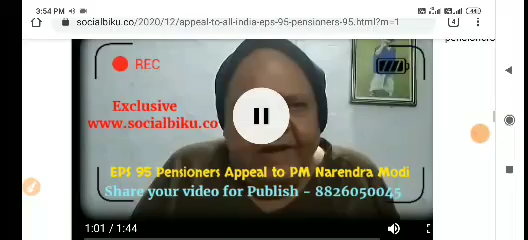 3:54 PM
socialbiku.co/2020/12/appeal-to-all-india-eps-95-pensioners-95.html?m=1
4
pensioners
REC
Exclusive
www.socialbiku.co
EPS 95 Pensioners Appeal to PM Narendra Modi
Share your video for Publish - 8826050045
1:01 / 1:44